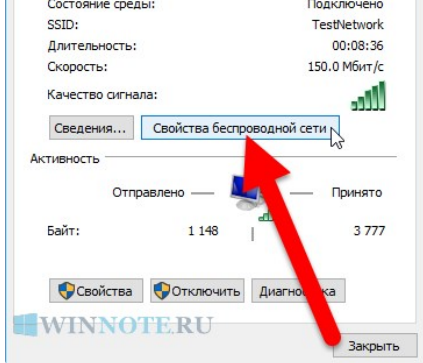 Состояние среды: Подключено
SSID: TestNetwork
Длительность: 00:08:36
Скорость: 150.0 Мбит/с
Качество сигнала:
Сведения... Свойства беспроводной сети
Активность
Отправлено — Принято
Байт: 1 148 3 777
Свойства Отключить Диагностика
WINNOTE.RU
Закрыть